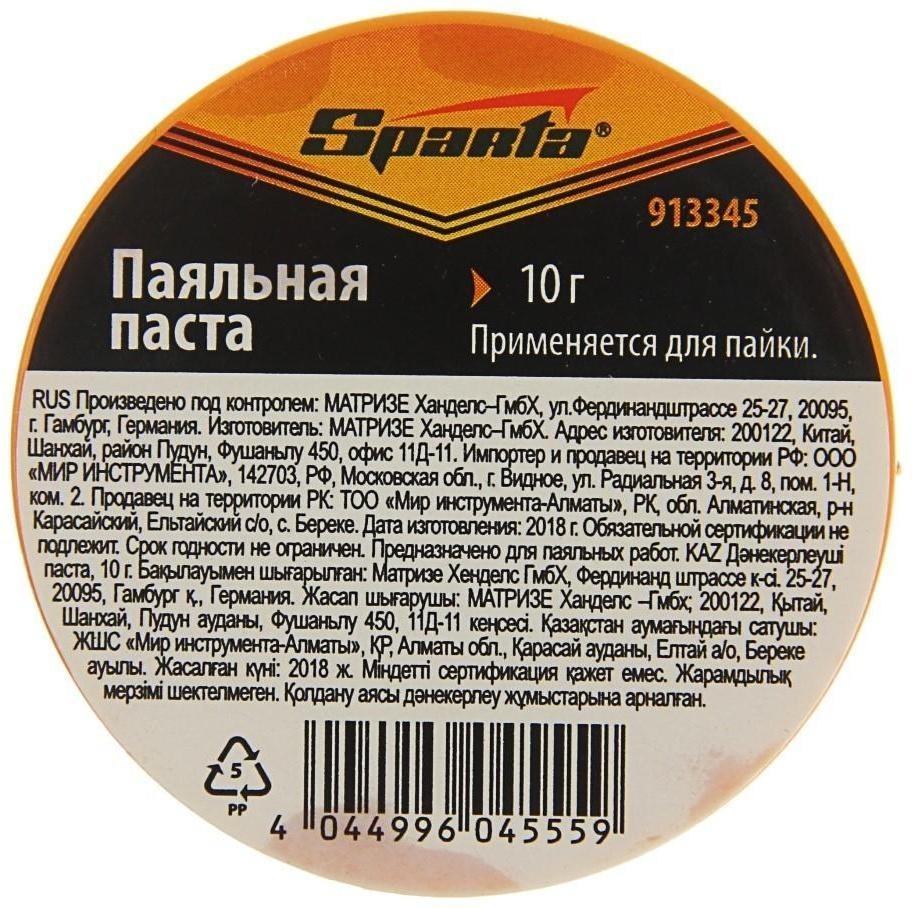 Sparta®
913345
Паяльная
паста
10 г
Применяется для пайки.
RUS Произведено под контролем: МАТРИЗЕ Ханделс–ГмбХ, ул.Фердинандштрассе 25-27, 20095,
г. Гамбург, Германия. Изготовитель: МАТРИЗЕ Ханделс–ГмбХ. Адрес изготовителя: 200122, Китай,
Шанхай, район Пудун, Фушаньлу 450, офис 11Д-11. Импортер и продавец на территории РФ: ООО
«МИР ИНСТРУМЕНТА», 142703, РФ, Московская обл., г. Видное, ул. Радиальная 3-я, д. 8, пом. 1-Н,
ком. 2. Продавец на территории РК: ТОО «Мир инструмента-Алматы», РК, обл. Алматинская, р-н
Карасайский, Ельтайский с/о, с. Береке. Дата изготовления: 2018 г. Обязательной сертификации не
подлежит. Срок годности не ограничен. Предназначено для паяльных работ. KAZ Дәнекерлеуші
паста, 10 г. Бақылауымен шығарылған: Матризе Хенделс ГмбХ, Фердинанд штрассе к-сі. 25-27,
20095, Гамбург қ., Германия. Жасап шығарушы: МАТРИЗЕ Ханделс –Гмбх; 200122, Қытай,
Шанхай, Пудун ауданы, Фушаньлу 450, 11Д-11 кеңсесі. Қазақстан аумағындағы сатушы:
ЖШС «Мир инструмента-Алматы», ҚР, Алматы обл., Қарасай ауданы, Елтай а/о, Береке
ауылы. Жасалған күні: 2018 ж. Міндетті сертификация қажет емес. Жарамдылық
мерзімі шектелмеген. Қолдану аясы дәнекерлеу жұмыстарына арналған.
5
PP
4 044996 045559